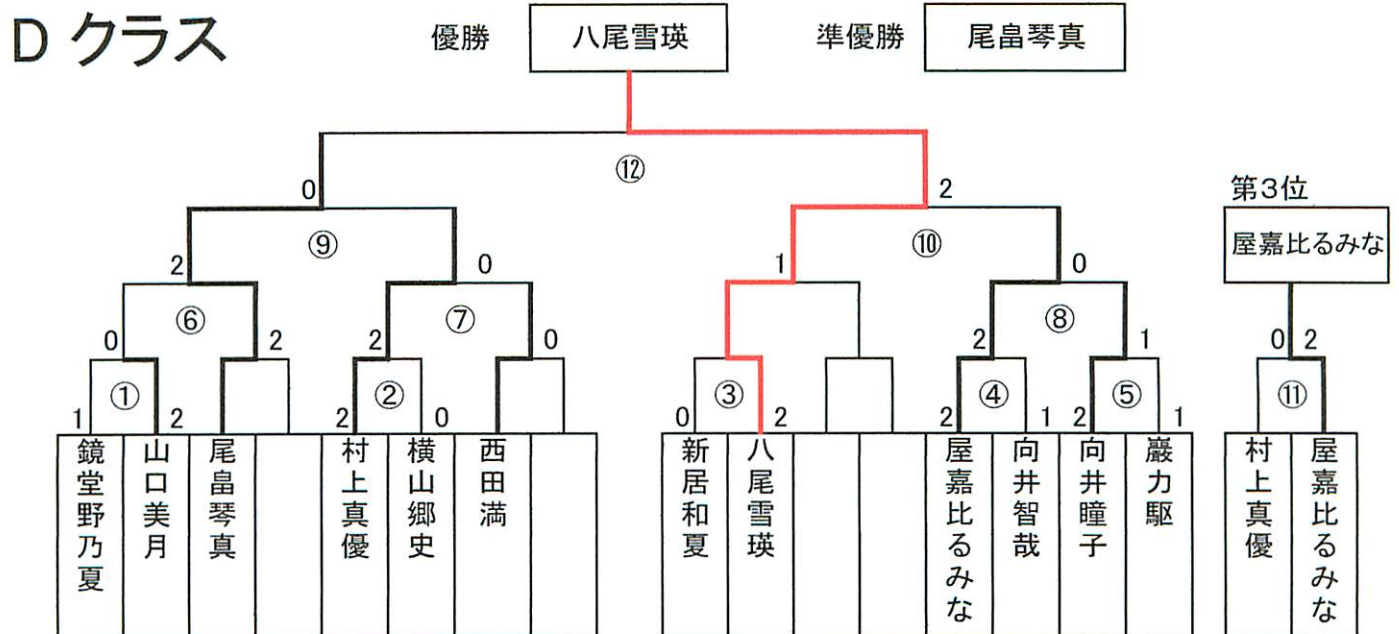 D クラス
優勝 八尾雪瑛 準優勝 尾畠琴真
⑫
0 2 第3位
⑨ ⑩ 屋嘉比るみな
2 0 1 0
⑥ ⑦ ⑧
0 2 2 0 2 1 0 2
① ② ③ ④ ⑤ ⑪
1 2 2 0 0 2 2 1 2 1
鏡堂野乃夏
山口美月
尾畠琴真
村上真優
横山郷史
西田満
新居和夏
八尾雪瑛
屋嘉比るみな
向井智哉
向井瞳子
巖力駆
村上真優
屋嘉比るみな